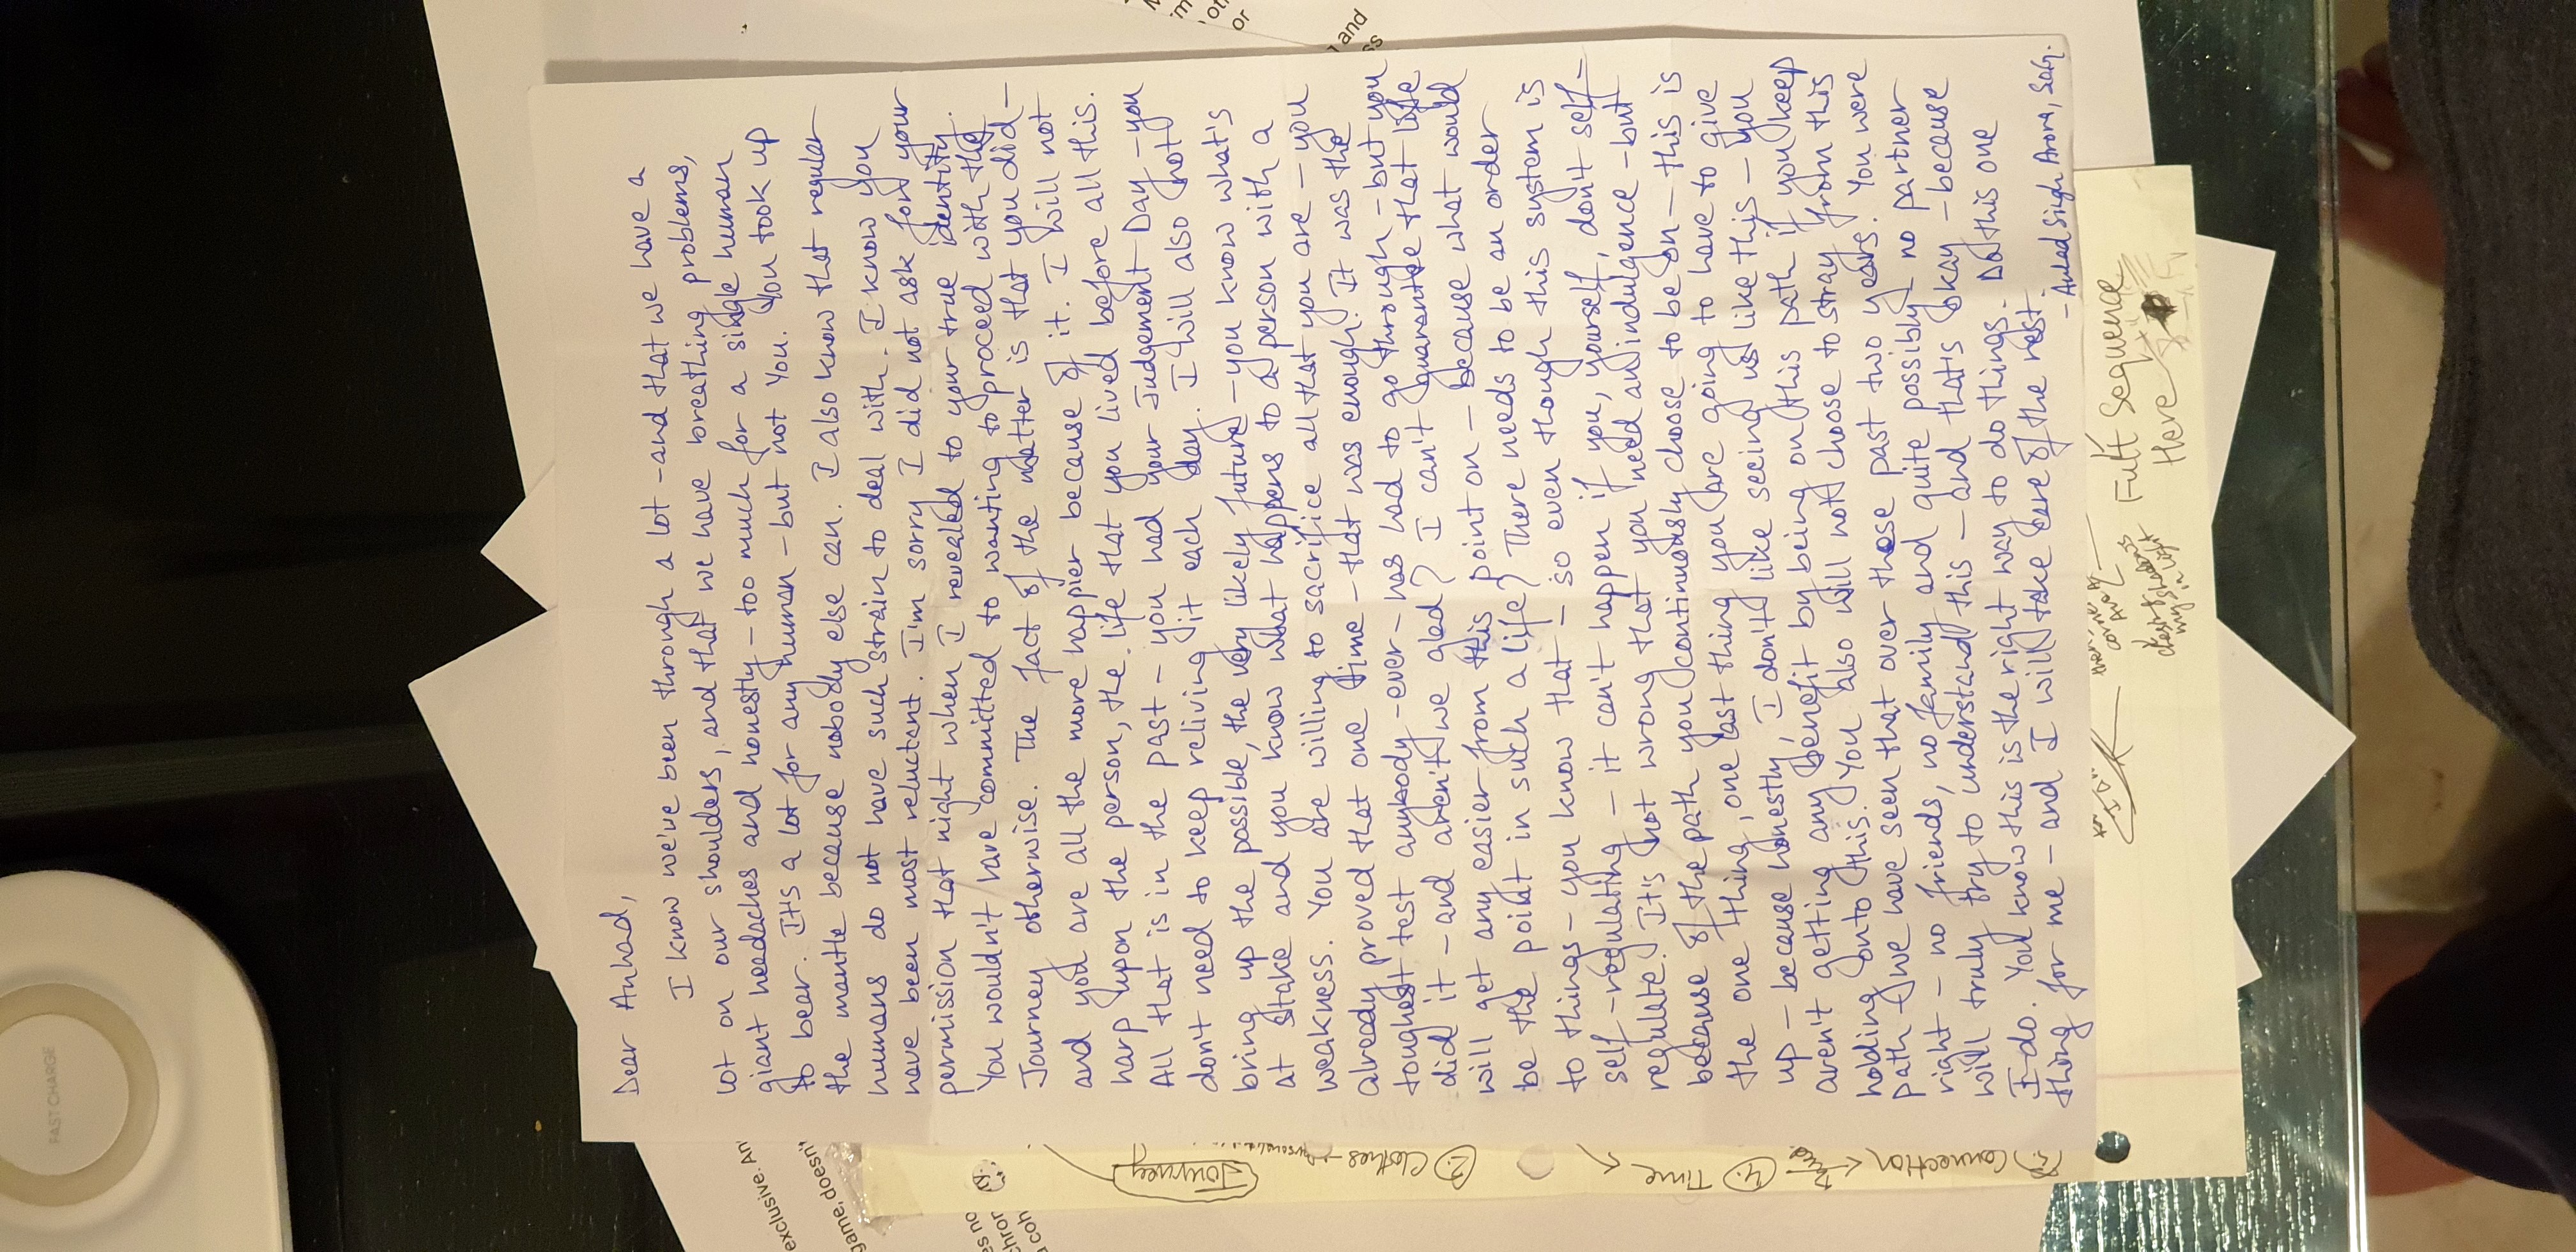 FAST CHARGE
Dear Anhad,
I know we've been through a lot - and that we have a
lot on our shoulders, and that we have breathing problems,
giant headaches and honestly - too much for a single human
to bear. It's a lot for any human - but not You. You took up
the mantle because nobody else can. I also know that regular
humans do not have such strain to deal with. I know you
have been most reluctant. I'm sorry I did not ask for your
permission that night when I revealed to your true identity.
You wouldn't have committed to wanting to proceed with the
Journey otherwise. The fact of the matter is that you did -
and you are all the more happier because of it. I will not
harp upon the person, the life that you lived before all this.
All that is in the past - you had your Judgement Day - you
don't need to keep reliving it each day. I will also not
bring up the possible, the very likely future - you know what's
at stake and you know what happens to a person with a
weakness. You are willing to sacrifice all that you are - you
already proved that one time - that was enough. It was the
toughest test anybody - ever - has had to go through - but you
did it - and aren't we glad? I can't guarantee that life
will get any easier from this point on - because what would
be the point in such a life? There needs to be an order
to things - you know that - so even though this system is
self-regulating - it can't happen if you, yourself, don't self-
regulate. It's not wrong that you need an indulgence - but
because of the path you continuously choose to be on - this is
the one thing, one last thing you are going to have to give
up - because honestly, I don't like seeing us like this - you
aren't getting any benefit by being on this path if you keep
holding onto this. You also will not choose to stray from this
path - we have seen that over these past two years. You were
right - no friends, no family and quite possibly - no partner
will truly try to understand this - and that's okay - because
I do. You know this is the right way to do things. Do this one
thing for me - and I will take care of the rest.
- Anhad Singh Arora, SoG.
exclusive. An
game, doesn't
es no
chron
a coh
Journey
2. Clothes →
4. Time
5. Connection
I am
then
corner
Ave A
chasing
my shadows
in light
Full Sequence
Here
or
and